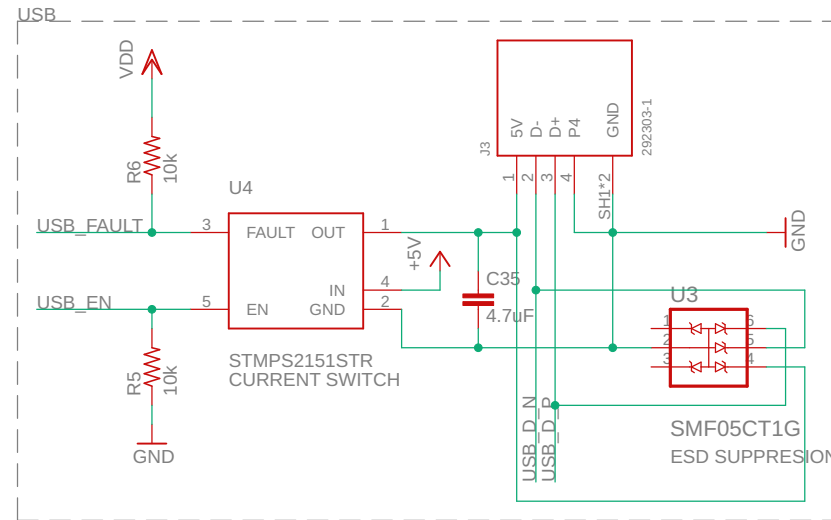 USB
VDD
R6
10k
USB_FAULT
USB_EN
R5
10k
GND
U4
3
FAULT
OUT
1
IN
4
5
EN
GND
2
STMPS2151STR
CURRENT SWITCH
+5V
C35
4.7uF
J3
5V
D-
D+
P4
GND
292303-1
1
2
3
4
SH1*2
GND
USB_D_N
USB_D_P
U3
1
2
3
6
5
4
SMF05CT1G
ESD SUPPRESION